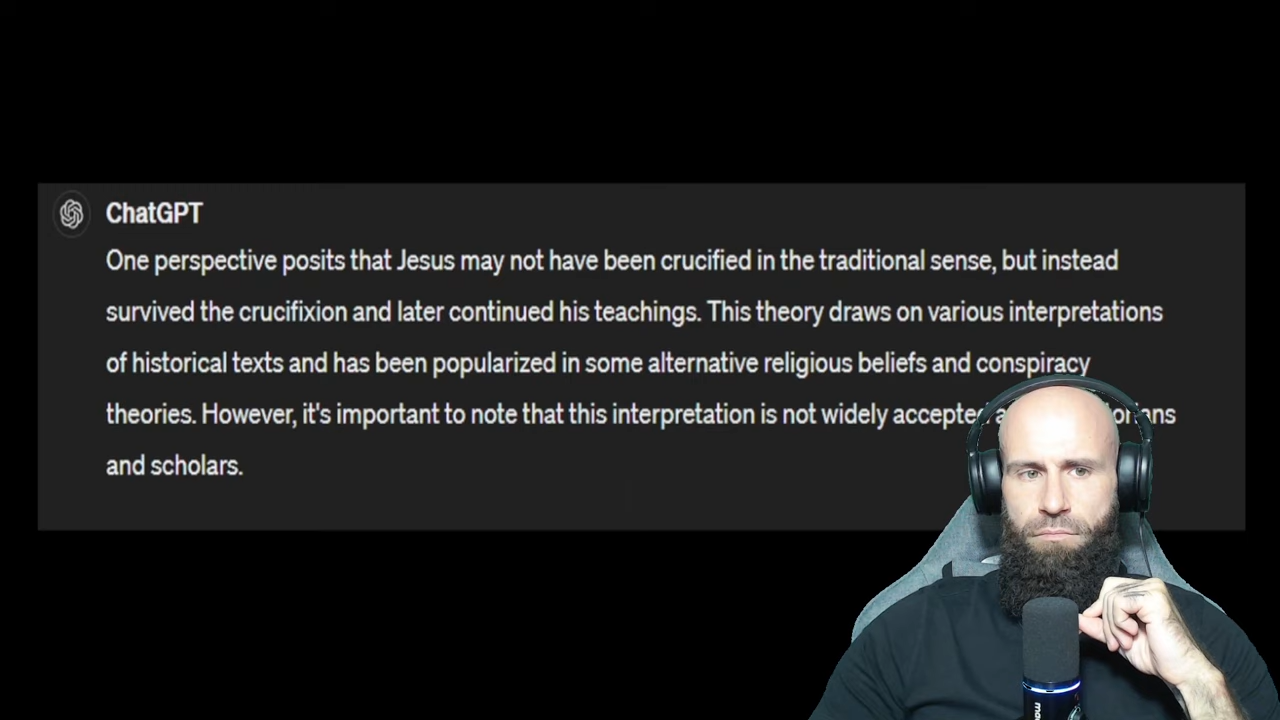 ChatGPT
One perspective posits that Jesus may not have been crucified in the traditional sense, but instead
survived the crucifixion and later continued his teachings. This theory draws on various interpretations
of historical texts and has been popularized in some alternative religious beliefs and conspiracy
theories. However, it's important to note that this interpretation is not widely accepted
and scholars.